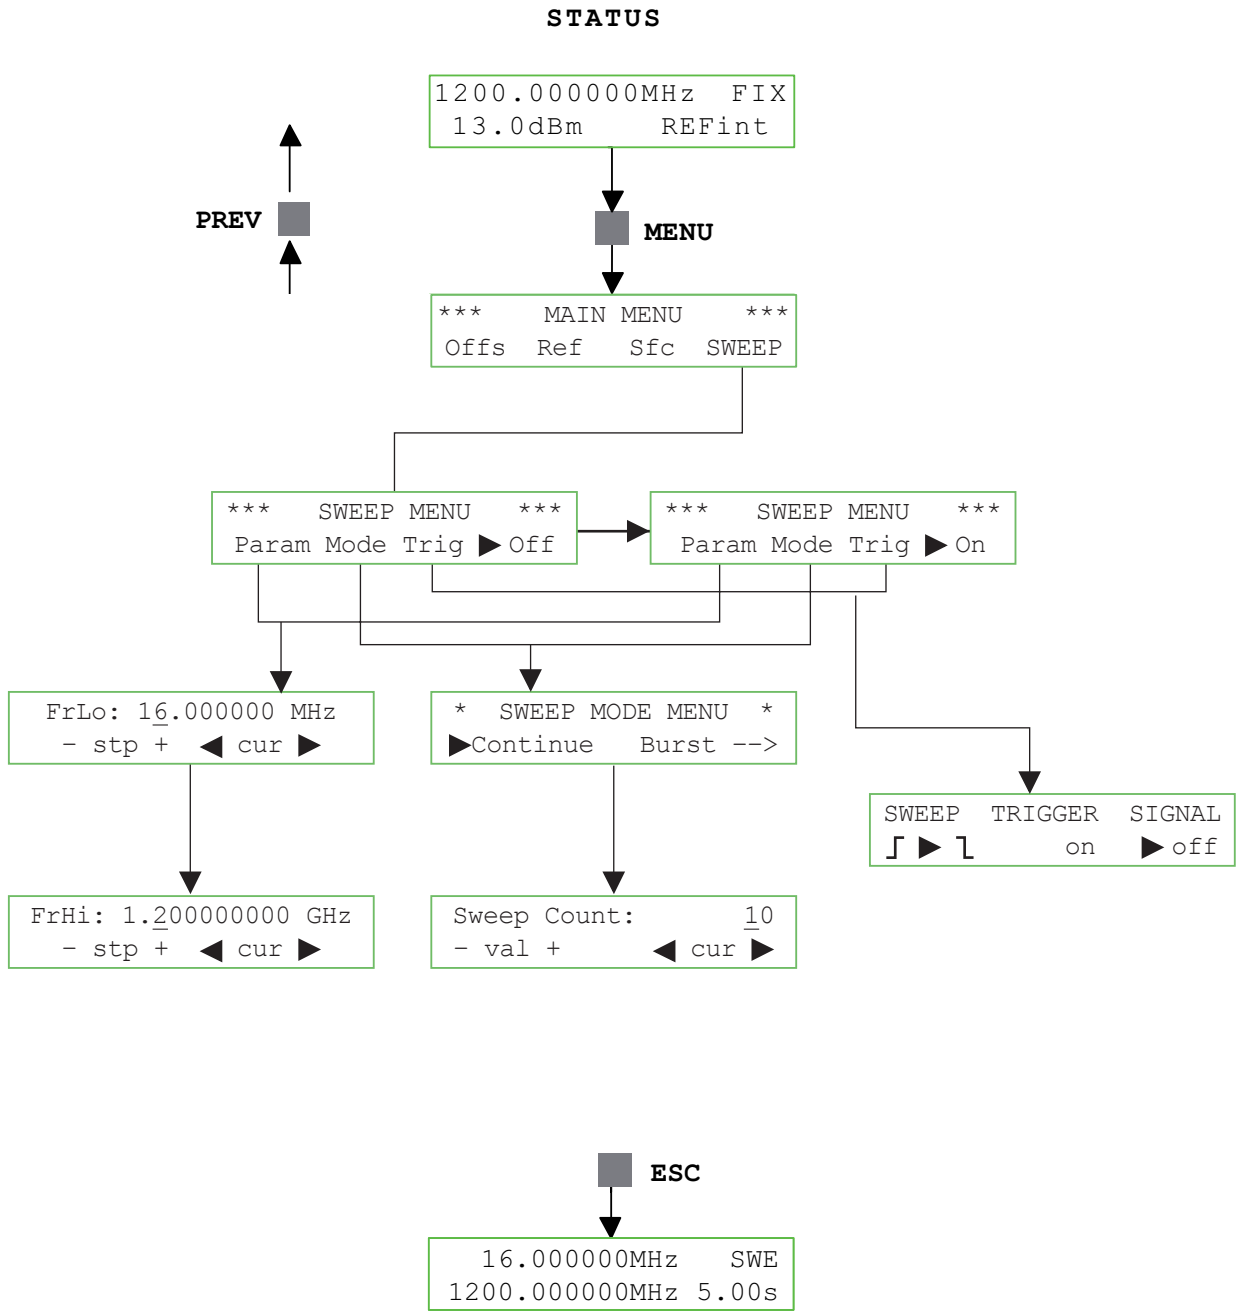 STATUS
1200.000000MHz FIX
13.0dBm REFint
PREV
MENU
*** MAIN MENU ***
Offs Ref Sfc SWEEP
*** SWEEP MENU ***
Param Mode Trig ▶Off
*** SWEEP MENU ***
Param Mode Trig ▶On
FrLo: 16.000000 MHz
- stp + ◀ cur ▶
* SWEEP MODE MENU *
▶Continue Burst -->
SWEEP TRIGGER SIGNAL
▶ on ▶off
FrHi: 1.200000000 GHz
- stp + ◀ cur ▶
Sweep Count: 10
- val + ◀ cur ▶
ESC
16.000000MHz SWE
1200.000000MHz 5.00s